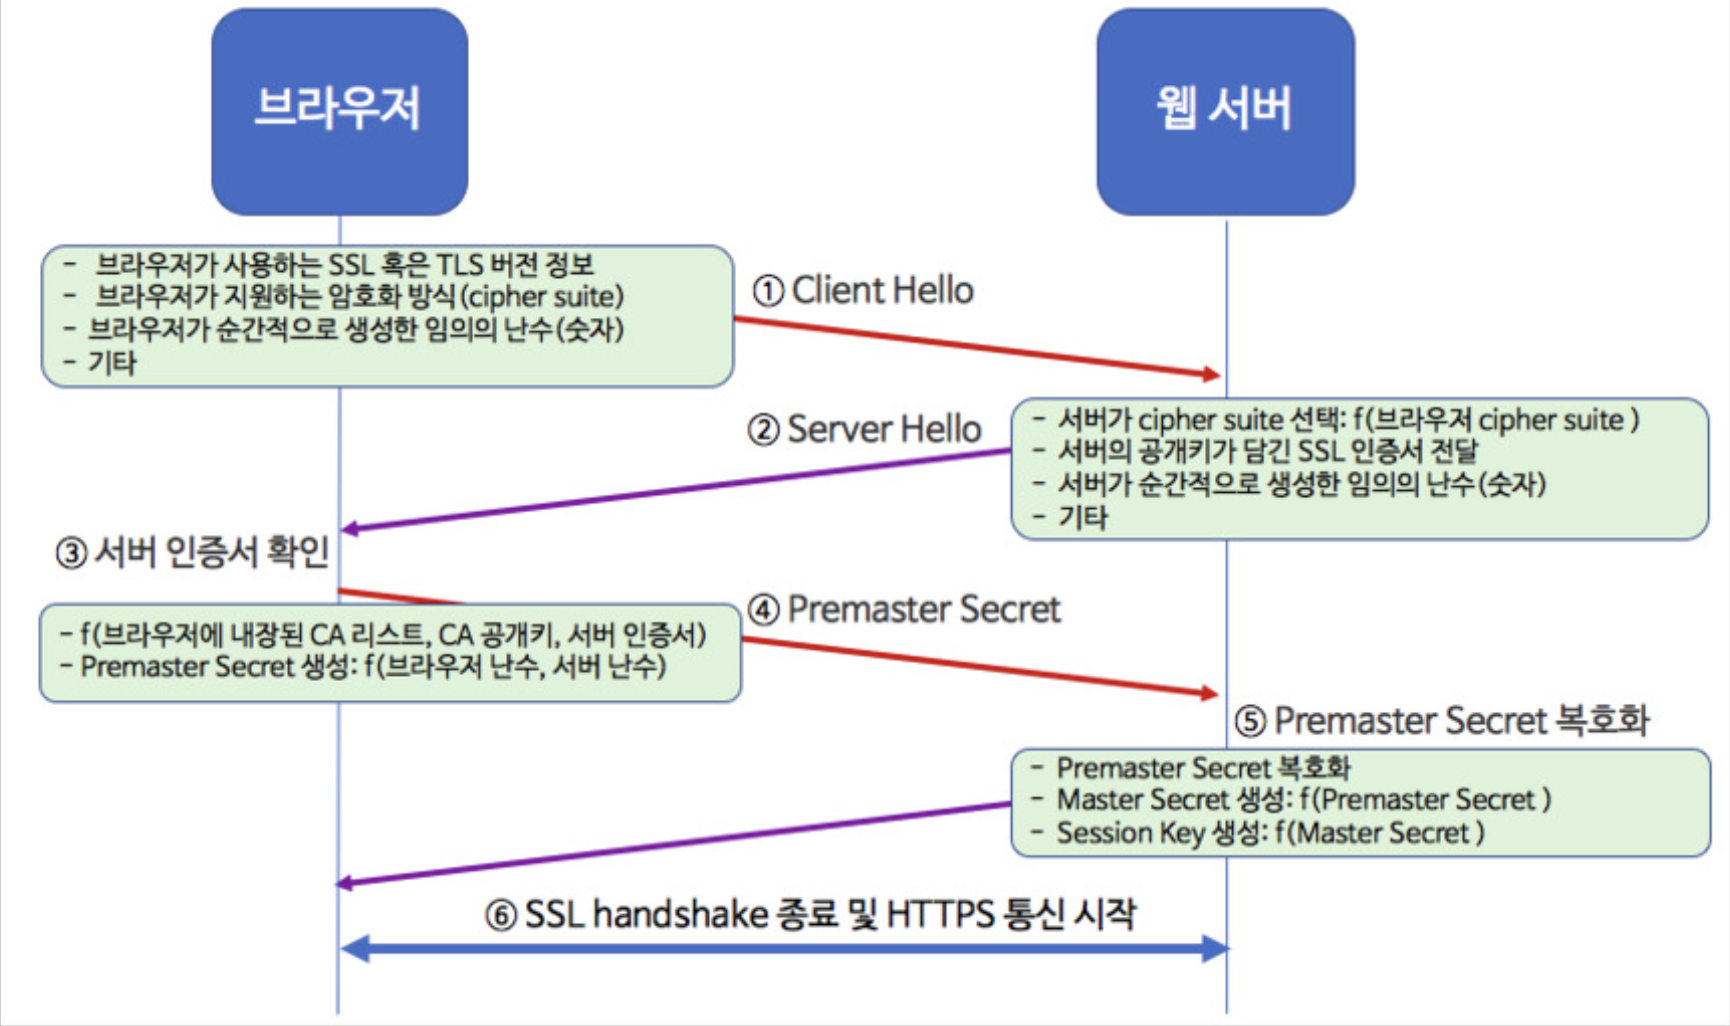 브라우저
웹 서버
- 브라우저가 사용하는 SSL 혹은 TLS 버전 정보
- 브라우저가 지원하는 암호화 방식(cipher suite)
- 브라우저가 순간적으로 생성한 임의의 난수(숫자)
- 기타
① Client Hello
② Server Hello
- 서버가 cipher suite 선택: f(브라우저 cipher suite )
- 서버의 공개키가 담긴 SSL 인증서 전달
- 서버가 순간적으로 생성한 임의의 난수(숫자)
- 기타
③ 서버 인증서 확인
- f(브라우저에 내장된 CA 리스트, CA 공개키, 서버 인증서)
- Premaster Secret 생성: f(브라우저 난수, 서버 난수)
④ Premaster Secret
⑤ Premaster Secret 복호화
- Premaster Secret 복호화
- Master Secret 생성: f(Premaster Secret )
- Session Key 생성: f(Master Secret )
⑥ SSL handshake 종료 및 HTTPS 통신 시작